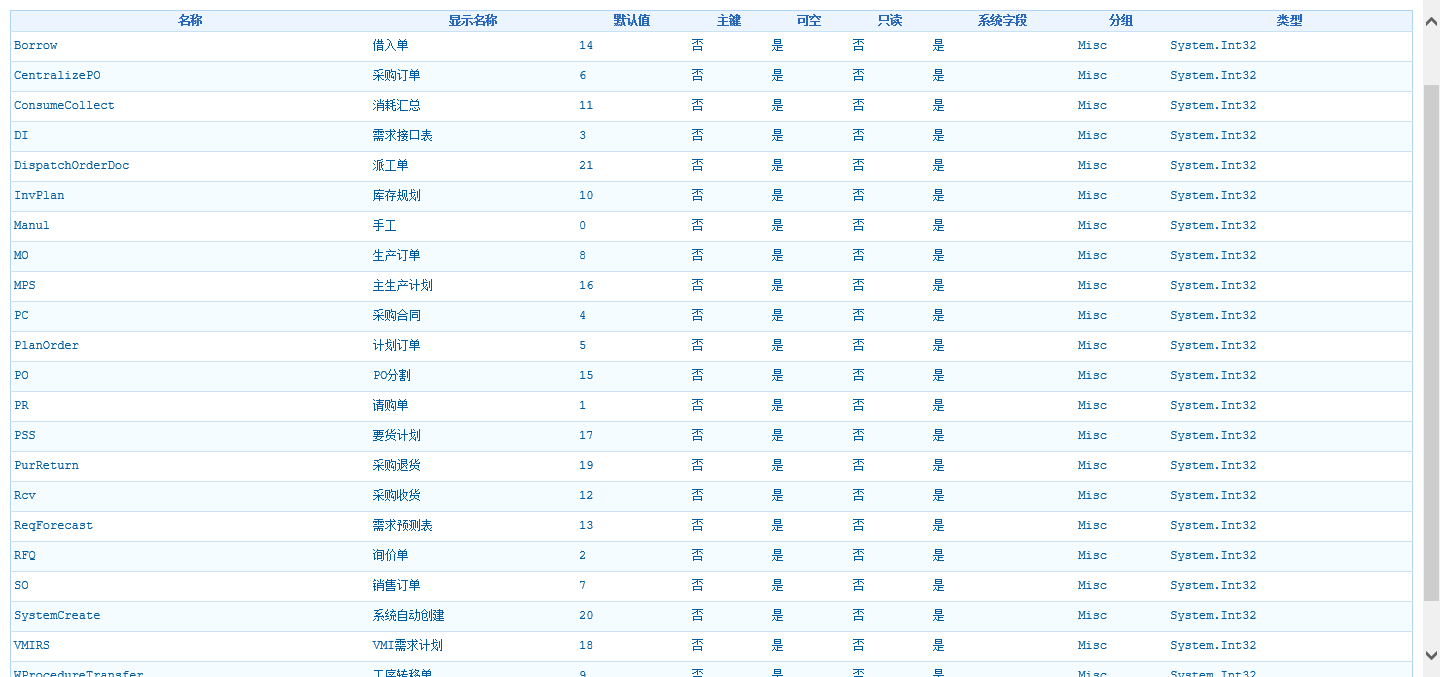 名称 显示名称 默认值 主键 可空 只读 系统字段 分组 类型
Borrow 借入单 14 否 是 否 是 Misc System.Int32
CentralizePO 采购订单 6 否 是 否 是 Misc System.Int32
ConsumeCollect 消耗汇总 11 否 是 否 是 Misc System.Int32
DI 需求接口表 3 否 是 否 是 Misc System.Int32
DispatchOrderDoc 派工单 21 否 是 否 是 Misc System.Int32
InvPlan 库存规划 10 否 是 否 是 Misc System.Int32
Manul 手工 0 否 是 否 是 Misc System.Int32
MO 生产订单 8 否 是 否 是 Misc System.Int32
MPS 主生产计划 16 否 是 否 是 Misc System.Int32
PC 采购合同 4 否 是 否 是 Misc System.Int32
PlanOrder 计划订单 5 否 是 否 是 Misc System.Int32
PO PO分割 15 否 是 否 是 Misc System.Int32
PR 请购单 1 否 是 否 是 Misc System.Int32
PSS 要货计划 17 否 是 否 是 Misc System.Int32
PurReturn 采购退货 19 否 是 否 是 Misc System.Int32
Rcv 采购收货 12 否 是 否 是 Misc System.Int32
ReqForecast 需求预测表 13 否 是 否 是 Misc System.Int32
RFQ 询价单 2 否 是 否 是 Misc System.Int32
SO 销售订单 7 否 是 否 是 Misc System.Int32
SystemCreate 系统自动创建 20 否 是 否 是 Misc System.Int32
VMIRS VMI需求计划 18 否 是 否 是 Misc System.Int32
WProcedureTransfer 工序转移单 9 否 是 否 是 Misc System.Int32